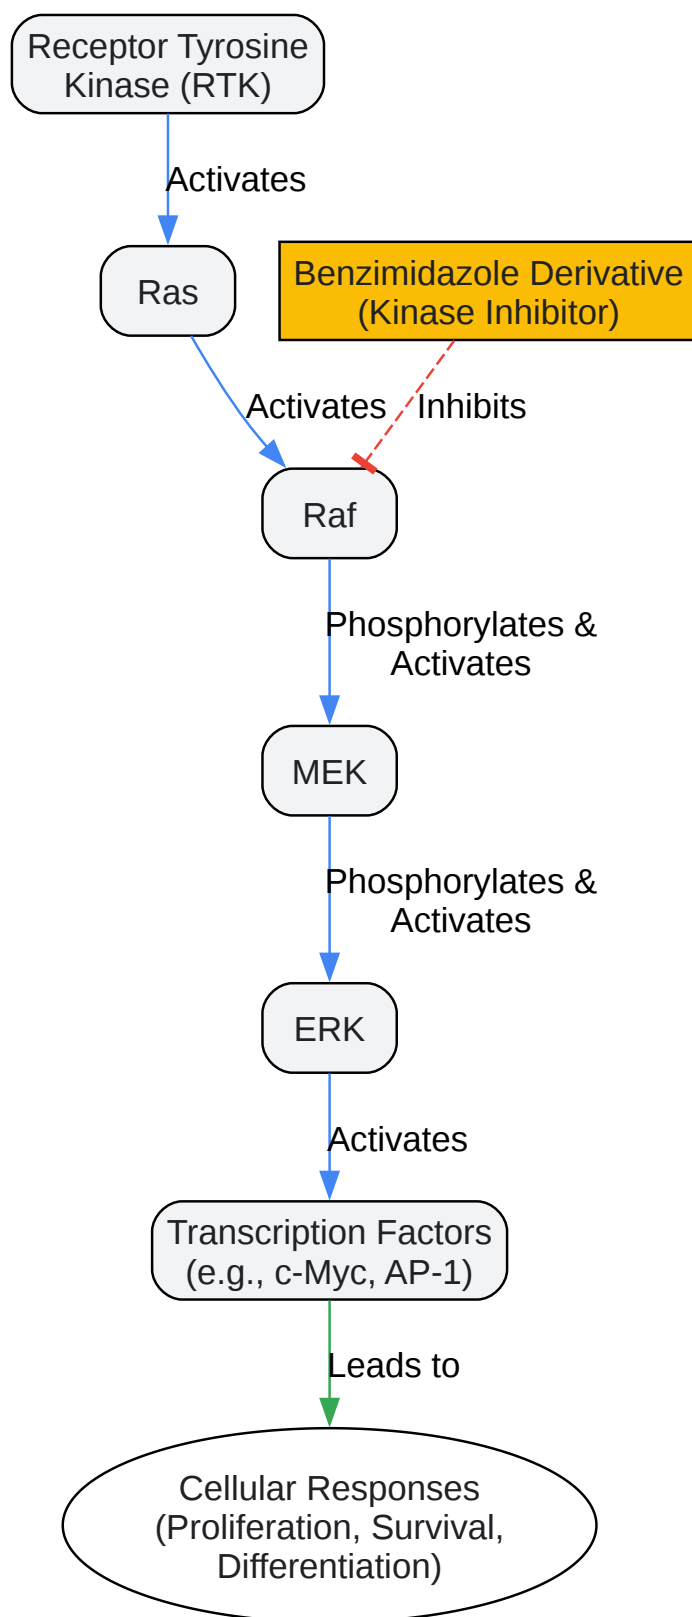 Receptor Tyrosine
Kinase (RTK)
Activates
Ras
Benzimidazole Derivative
(Kinase Inhibitor)
Activates
Inhibits
Raf
Phosphorylates &
Activates
MEK
Phosphorylates &
Activates
ERK
Activates
Transcription Factors
(e.g., c-Myc, AP-1)
Leads to
Cellular Responses
(Proliferation, Survival,
Differentiation)